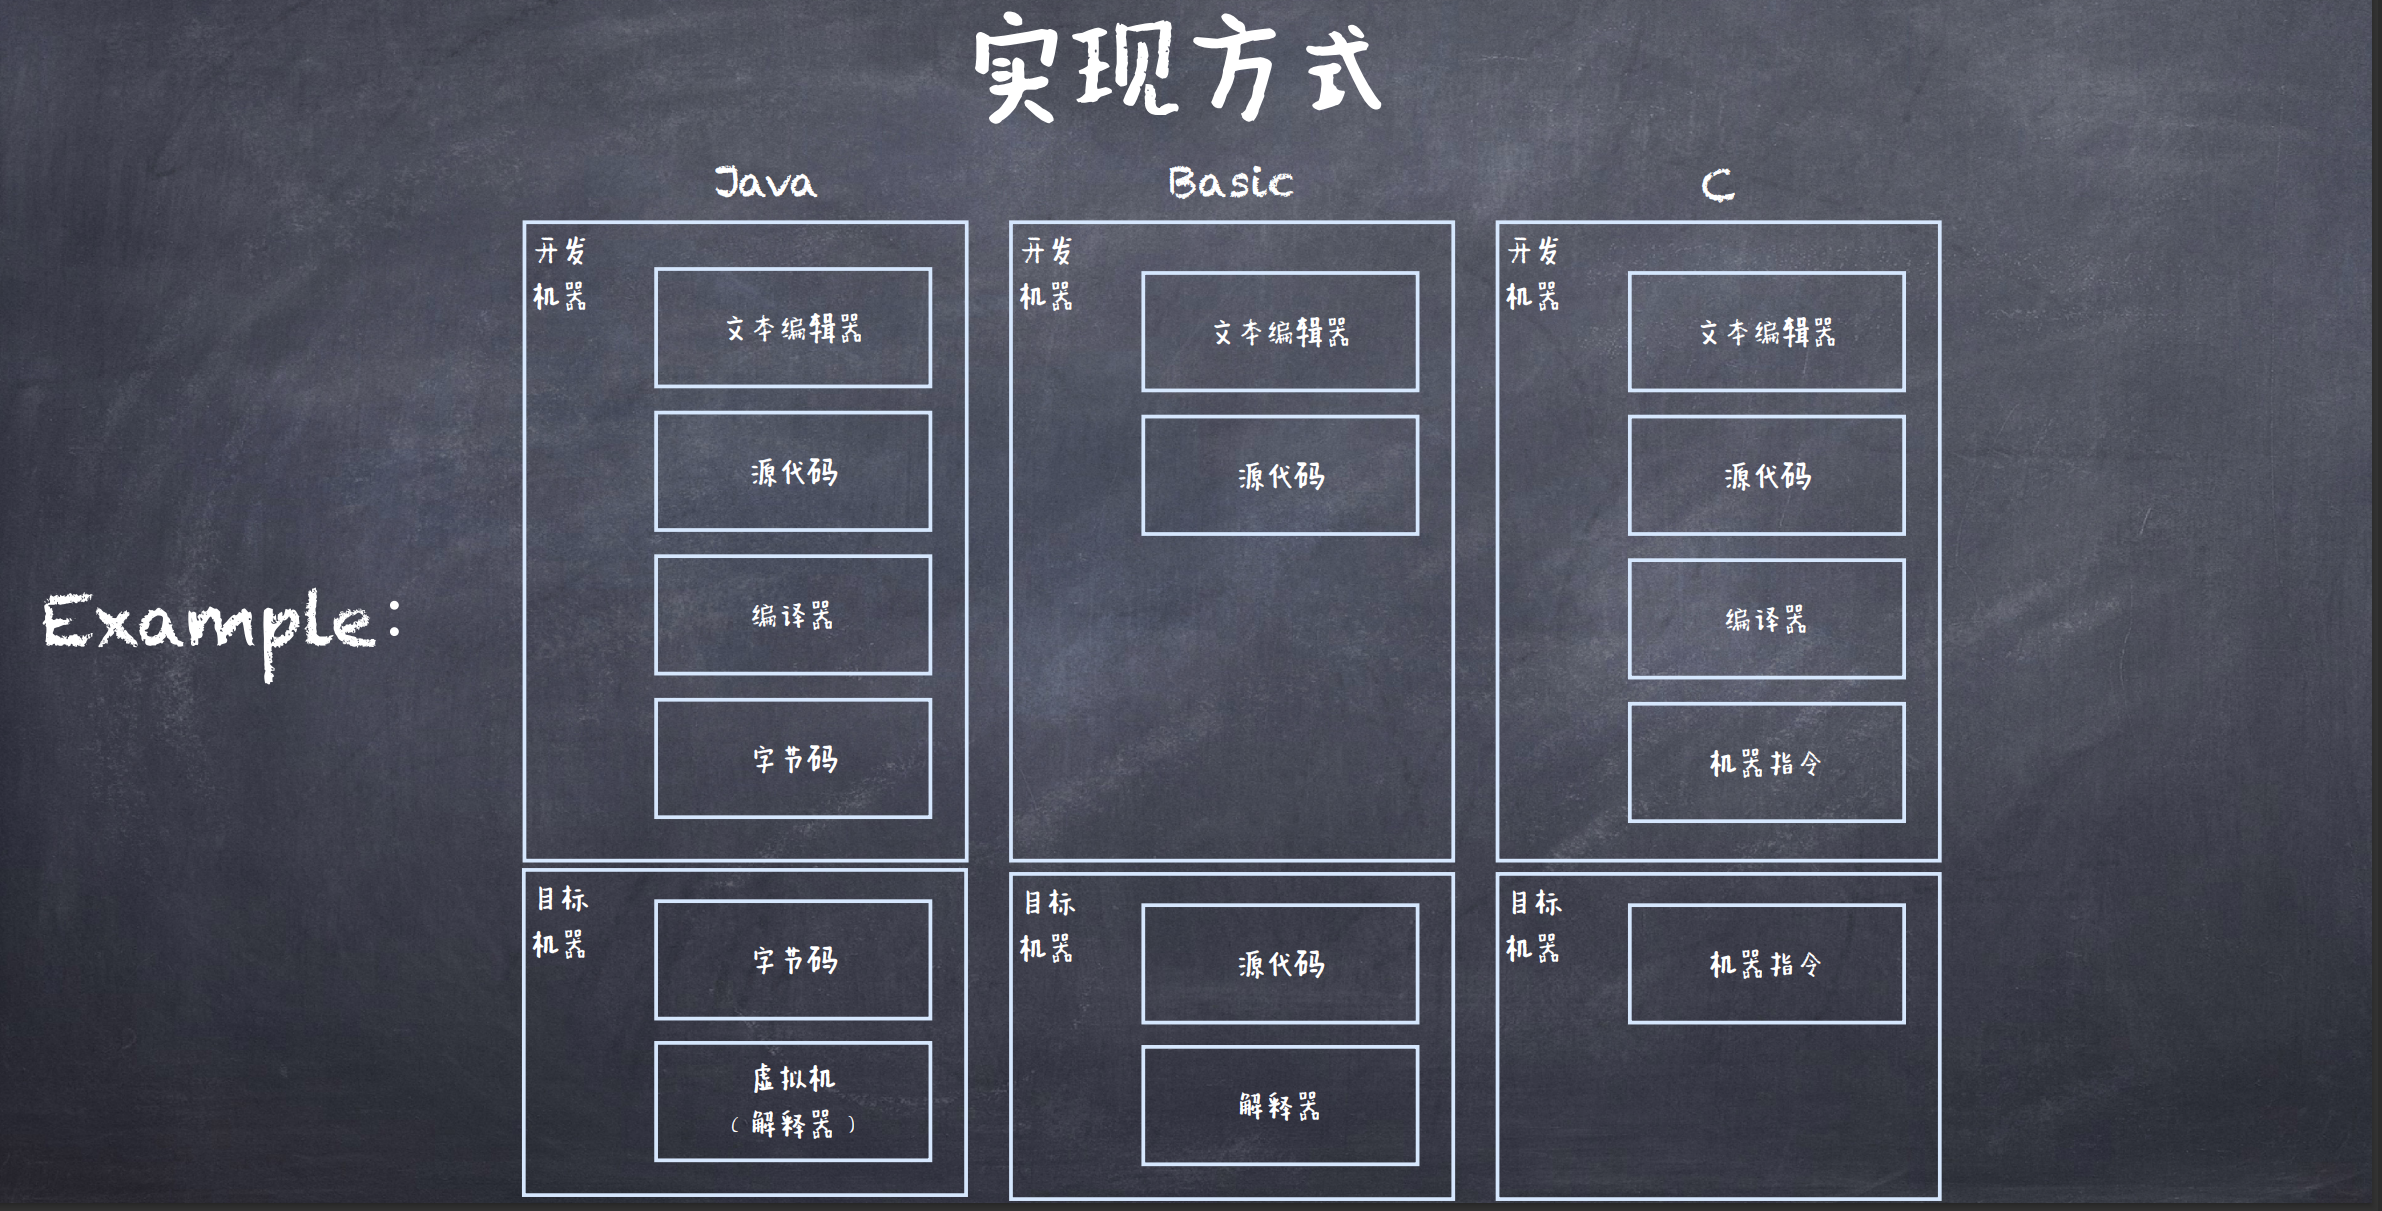 实现方式
Example:
Java
开发
机器
文本编辑器
源代码
编译器
字节码
目标
机器
字节码
虚拟机
(解释器)
Basic
开发
机器
文本编辑器
源代码
目标
机器
源代码
解释器
C
开发
机器
文本编辑器
源代码
编译器
机器指令
目标
机器
机器指令